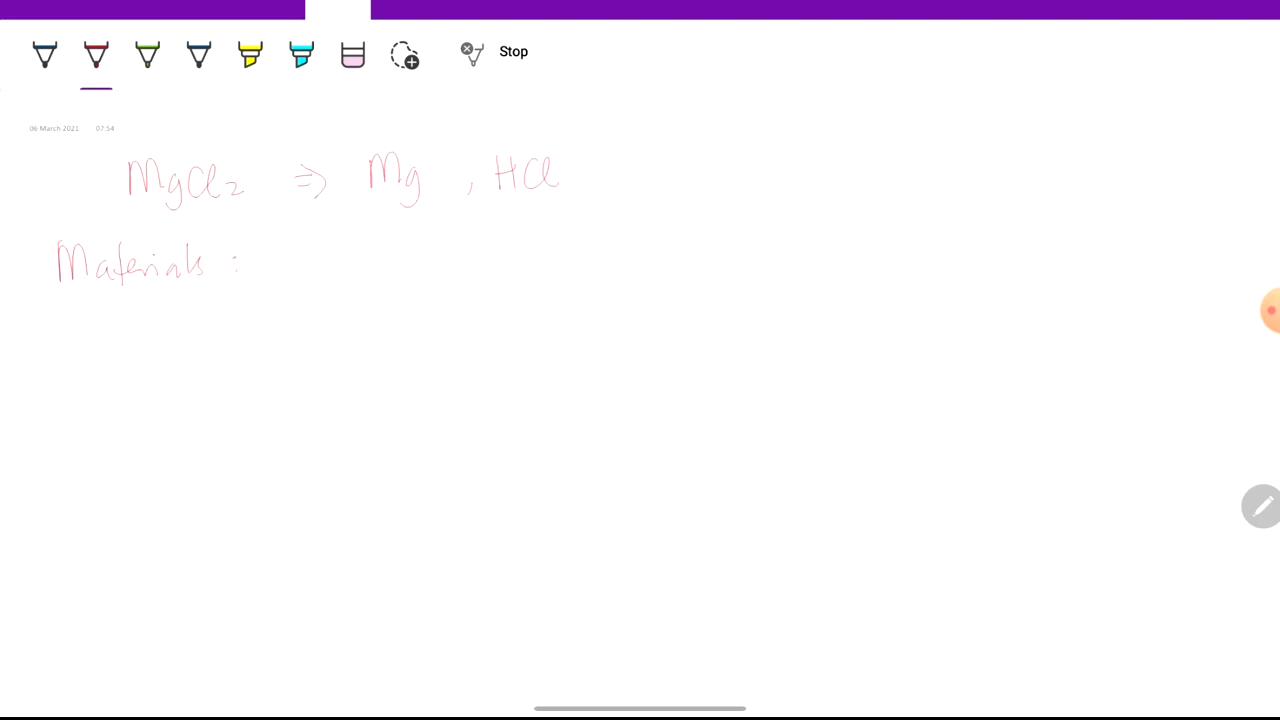 Stop
06 March 2021 07:54
MgCl2 ⇒ Mg , HCl
Materials :